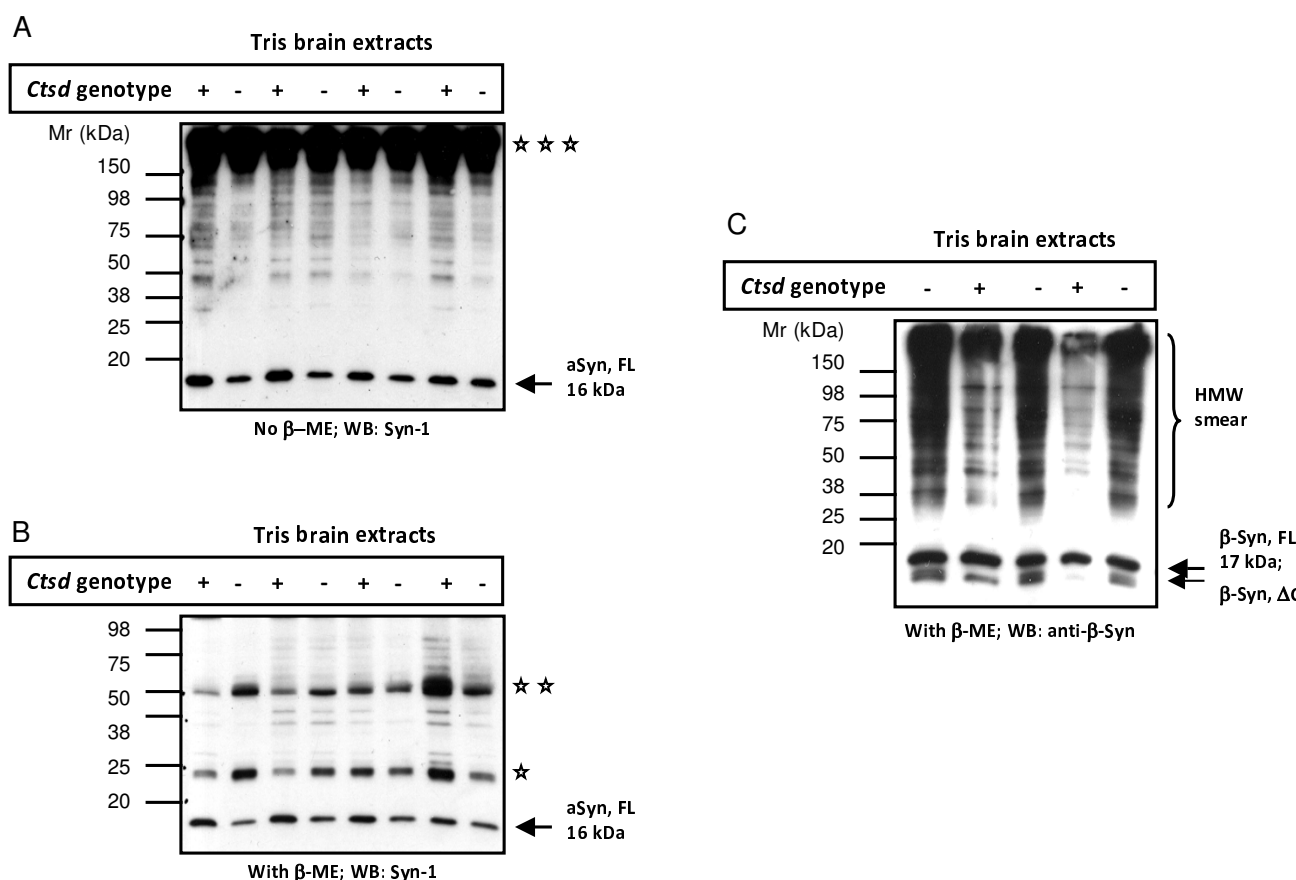 A
Tris brain extracts
Ctsd genotype + - + - + - + -
Mr (kDa)
150
98
75
50
38
25
20
☆ ☆ ☆
aSyn, FL
16 kDa
No β–ME; WB: Syn-1
B
Tris brain extracts
Ctsd genotype + - + - + - + -
98
75
50
38
25
20
☆ ☆
☆
aSyn, FL
16 kDa
With β-ME; WB: Syn-1
C
Tris brain extracts
Ctsd genotype - + - + -
Mr (kDa)
150
98
75
50
38
25
20
HMW
smear
β-Syn, FL
17 kDa;
β-Syn,
With β-ME; WB: anti-β-Syn